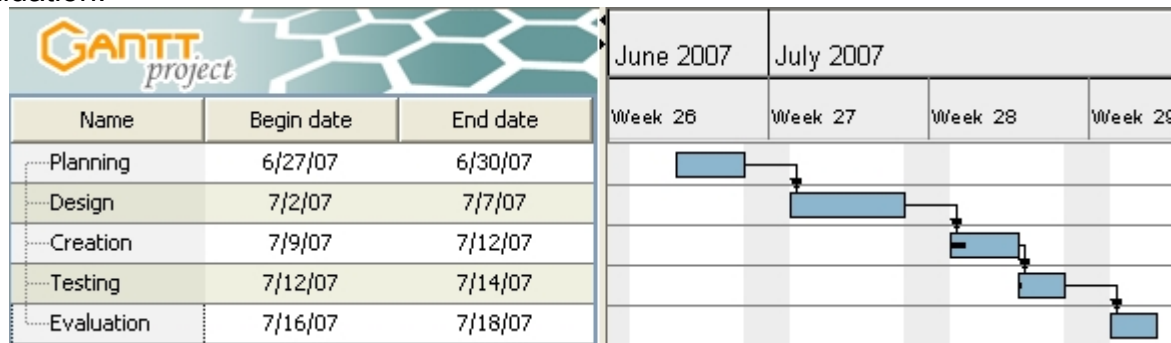 GANTT
project
June 2007 July 2007
Name Begin date End date Week 26 Week 27 Week 28 Week 29
Planning 6/27/07 6/30/07
Design 7/2/07 7/7/07
Creation 7/9/07 7/12/07
Testing 7/12/07 7/14/07
Evaluation 7/16/07 7/18/07